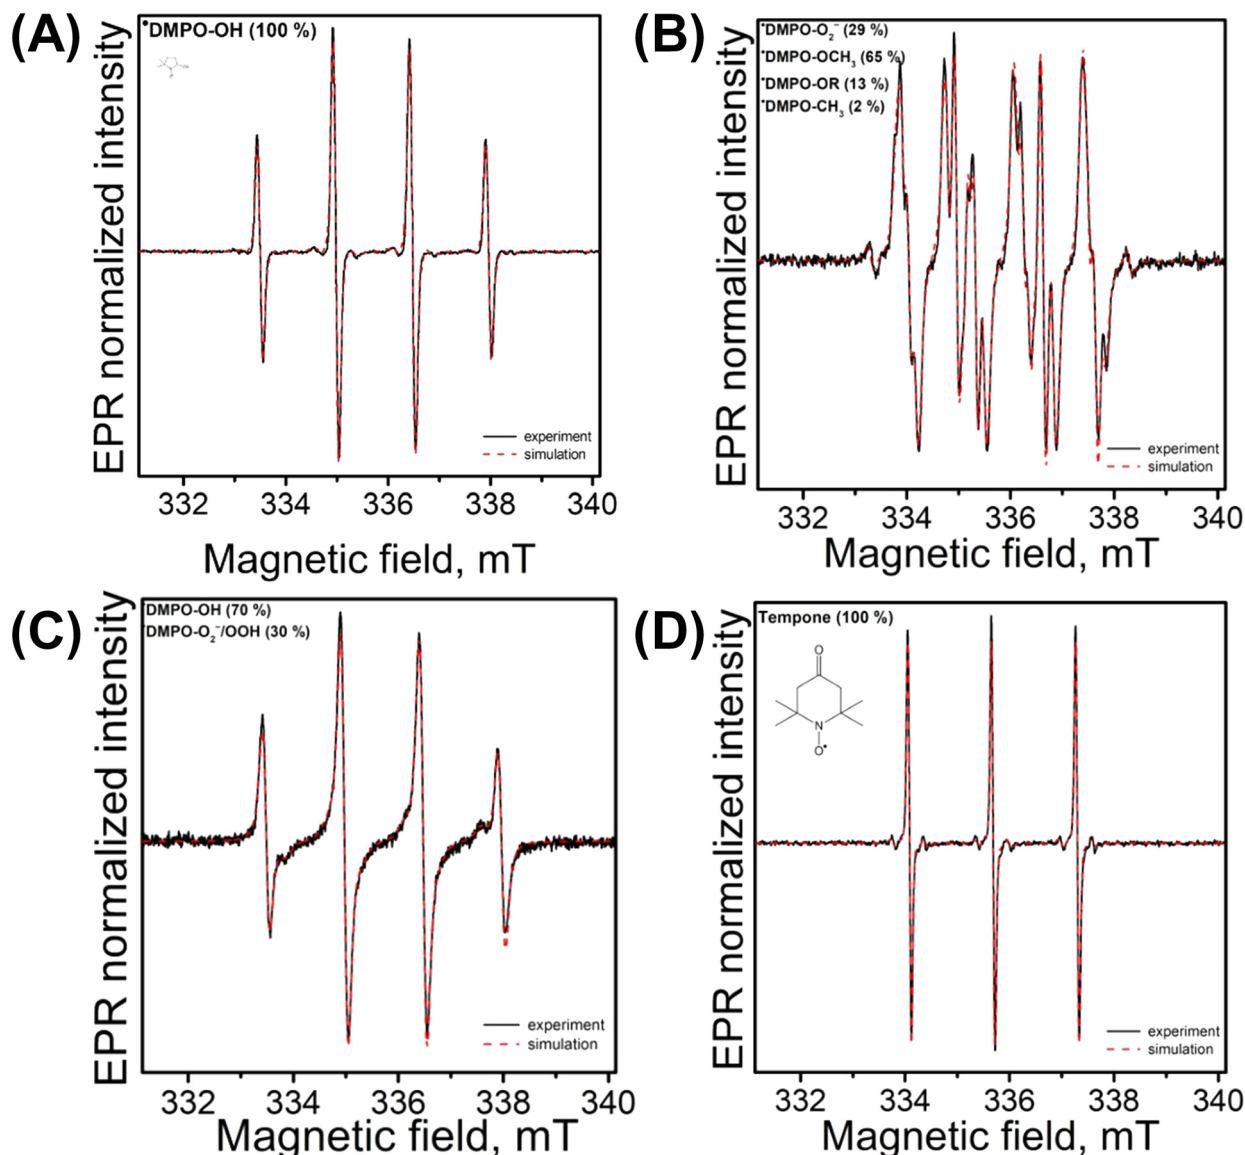 (A)
•DMPO-OH (100 %)
EPR normalized intensity
experiment
simulation
332 334 336 338 340
Magnetic field, mT
(B)
•DMPO-O₂⁻ (29 %)
•DMPO-OCH₃ (65 %)
•DMPO-OR (13 %)
•DMPO-CH₃ (2 %)
EPR normalized intensity
experiment
simulation
332 334 336 338 340
Magnetic field, mT
(C)
DMPO-OH (70 %)
•DMPO-O₂⁻/OOH (30 %)
EPR normalized intensity
experiment
simulation
332 334 336 338 340
Magnetic field, mT
(D)
Tempone (100 %)
O
N
O•
EPR normalized intensity
experiment
simulation
332 334 336 338 340
Magnetic field, mT